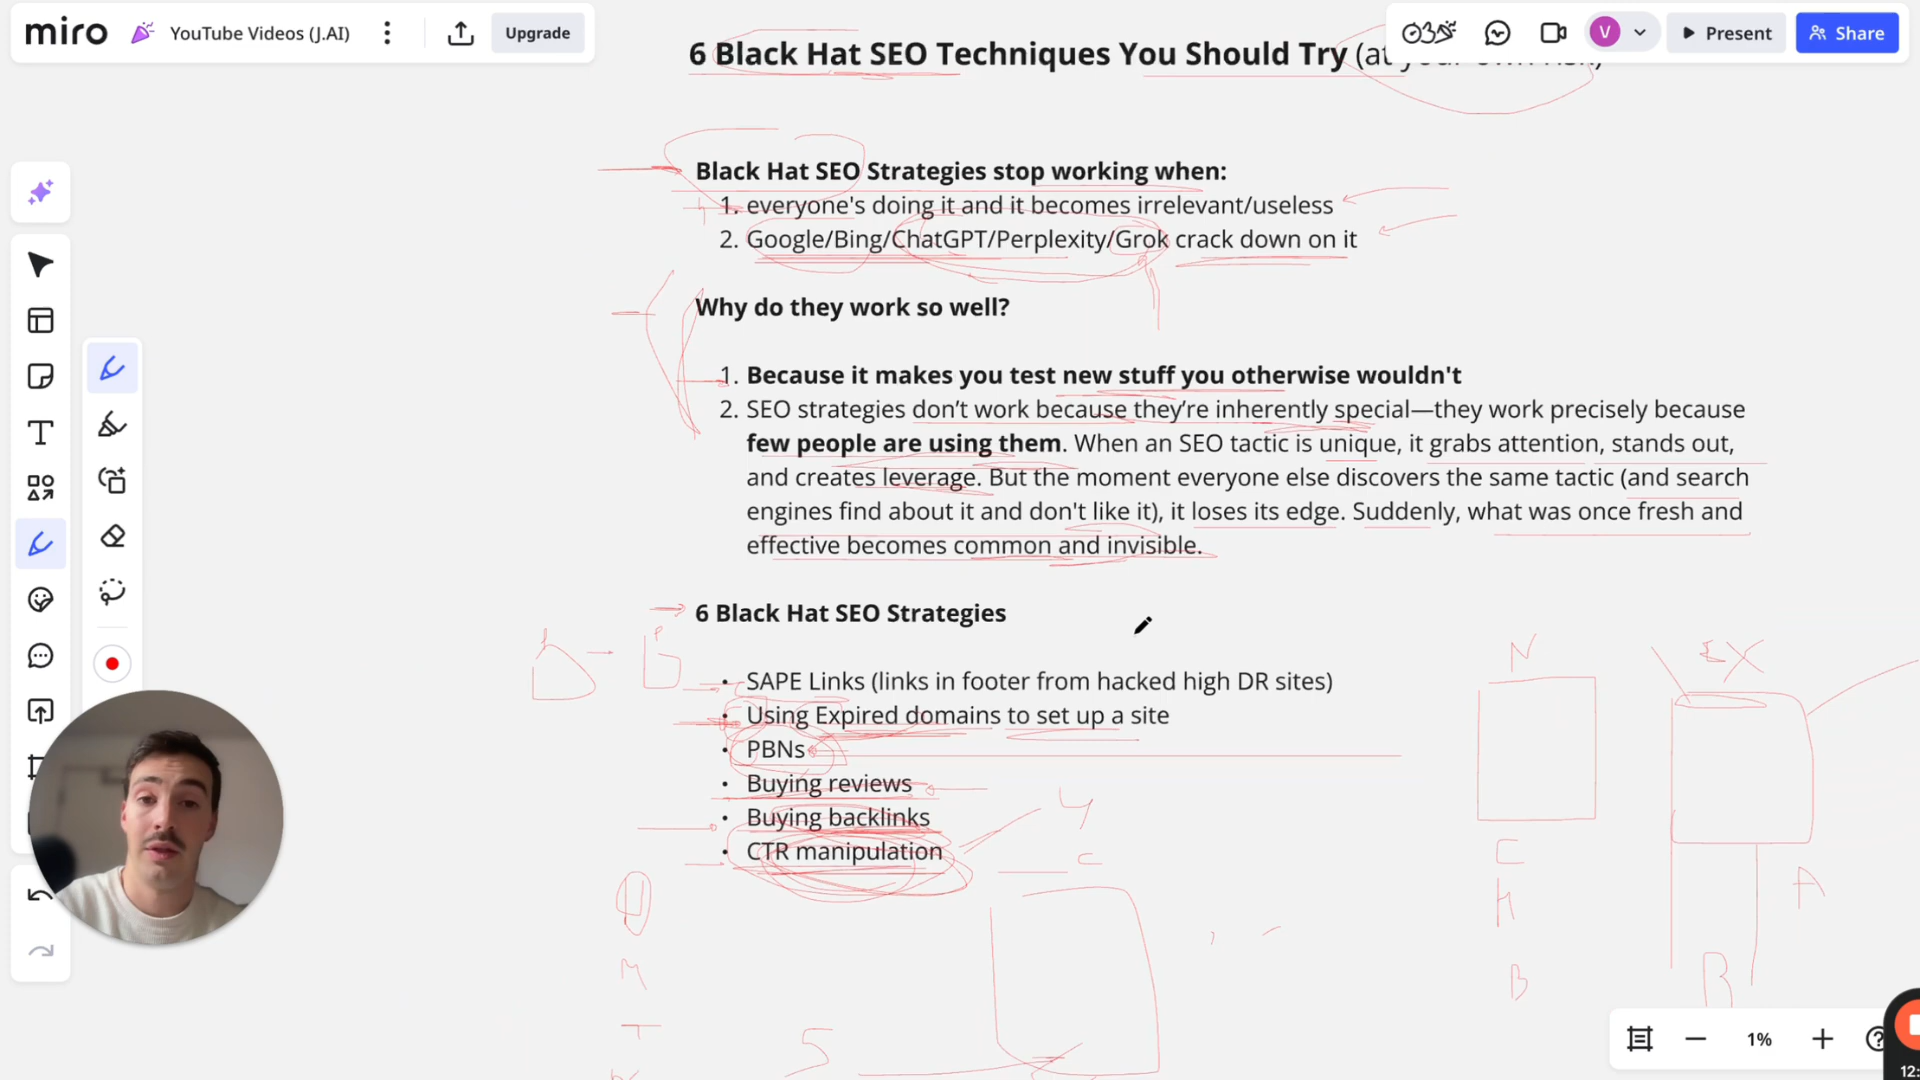 miro
YouTube Videos (J.AI)
Upgrade
V
Present
Share
6 Black Hat SEO Techniques You Should Try (at your own risk)
Black Hat SEO Strategies stop working when:
1. everyone's doing it and it becomes irrelevant/useless
2. Google/Bing/ChatGPT/Perplexity/Grok crack down on it
Why do they work so well?
1. Because it makes you test new stuff you otherwise wouldn't
2. SEO strategies don’t work because they’re inherently special—they work precisely because
few people are using them. When an SEO tactic is unique, it grabs attention, stands out,
and creates leverage. But the moment everyone else discovers the same tactic (and search
engines find about it and don't like it), it loses its edge. Suddenly, what was once fresh and
effective becomes common and invisible.
6 Black Hat SEO Strategies
• SAPE Links (links in footer from hacked high DR sites)
• Using Expired domains to set up a site
• PBNs
• Buying reviews
• Buying backlinks
• CTR manipulation
N
EX
A
B
4
C
M
T
5
1%
12: